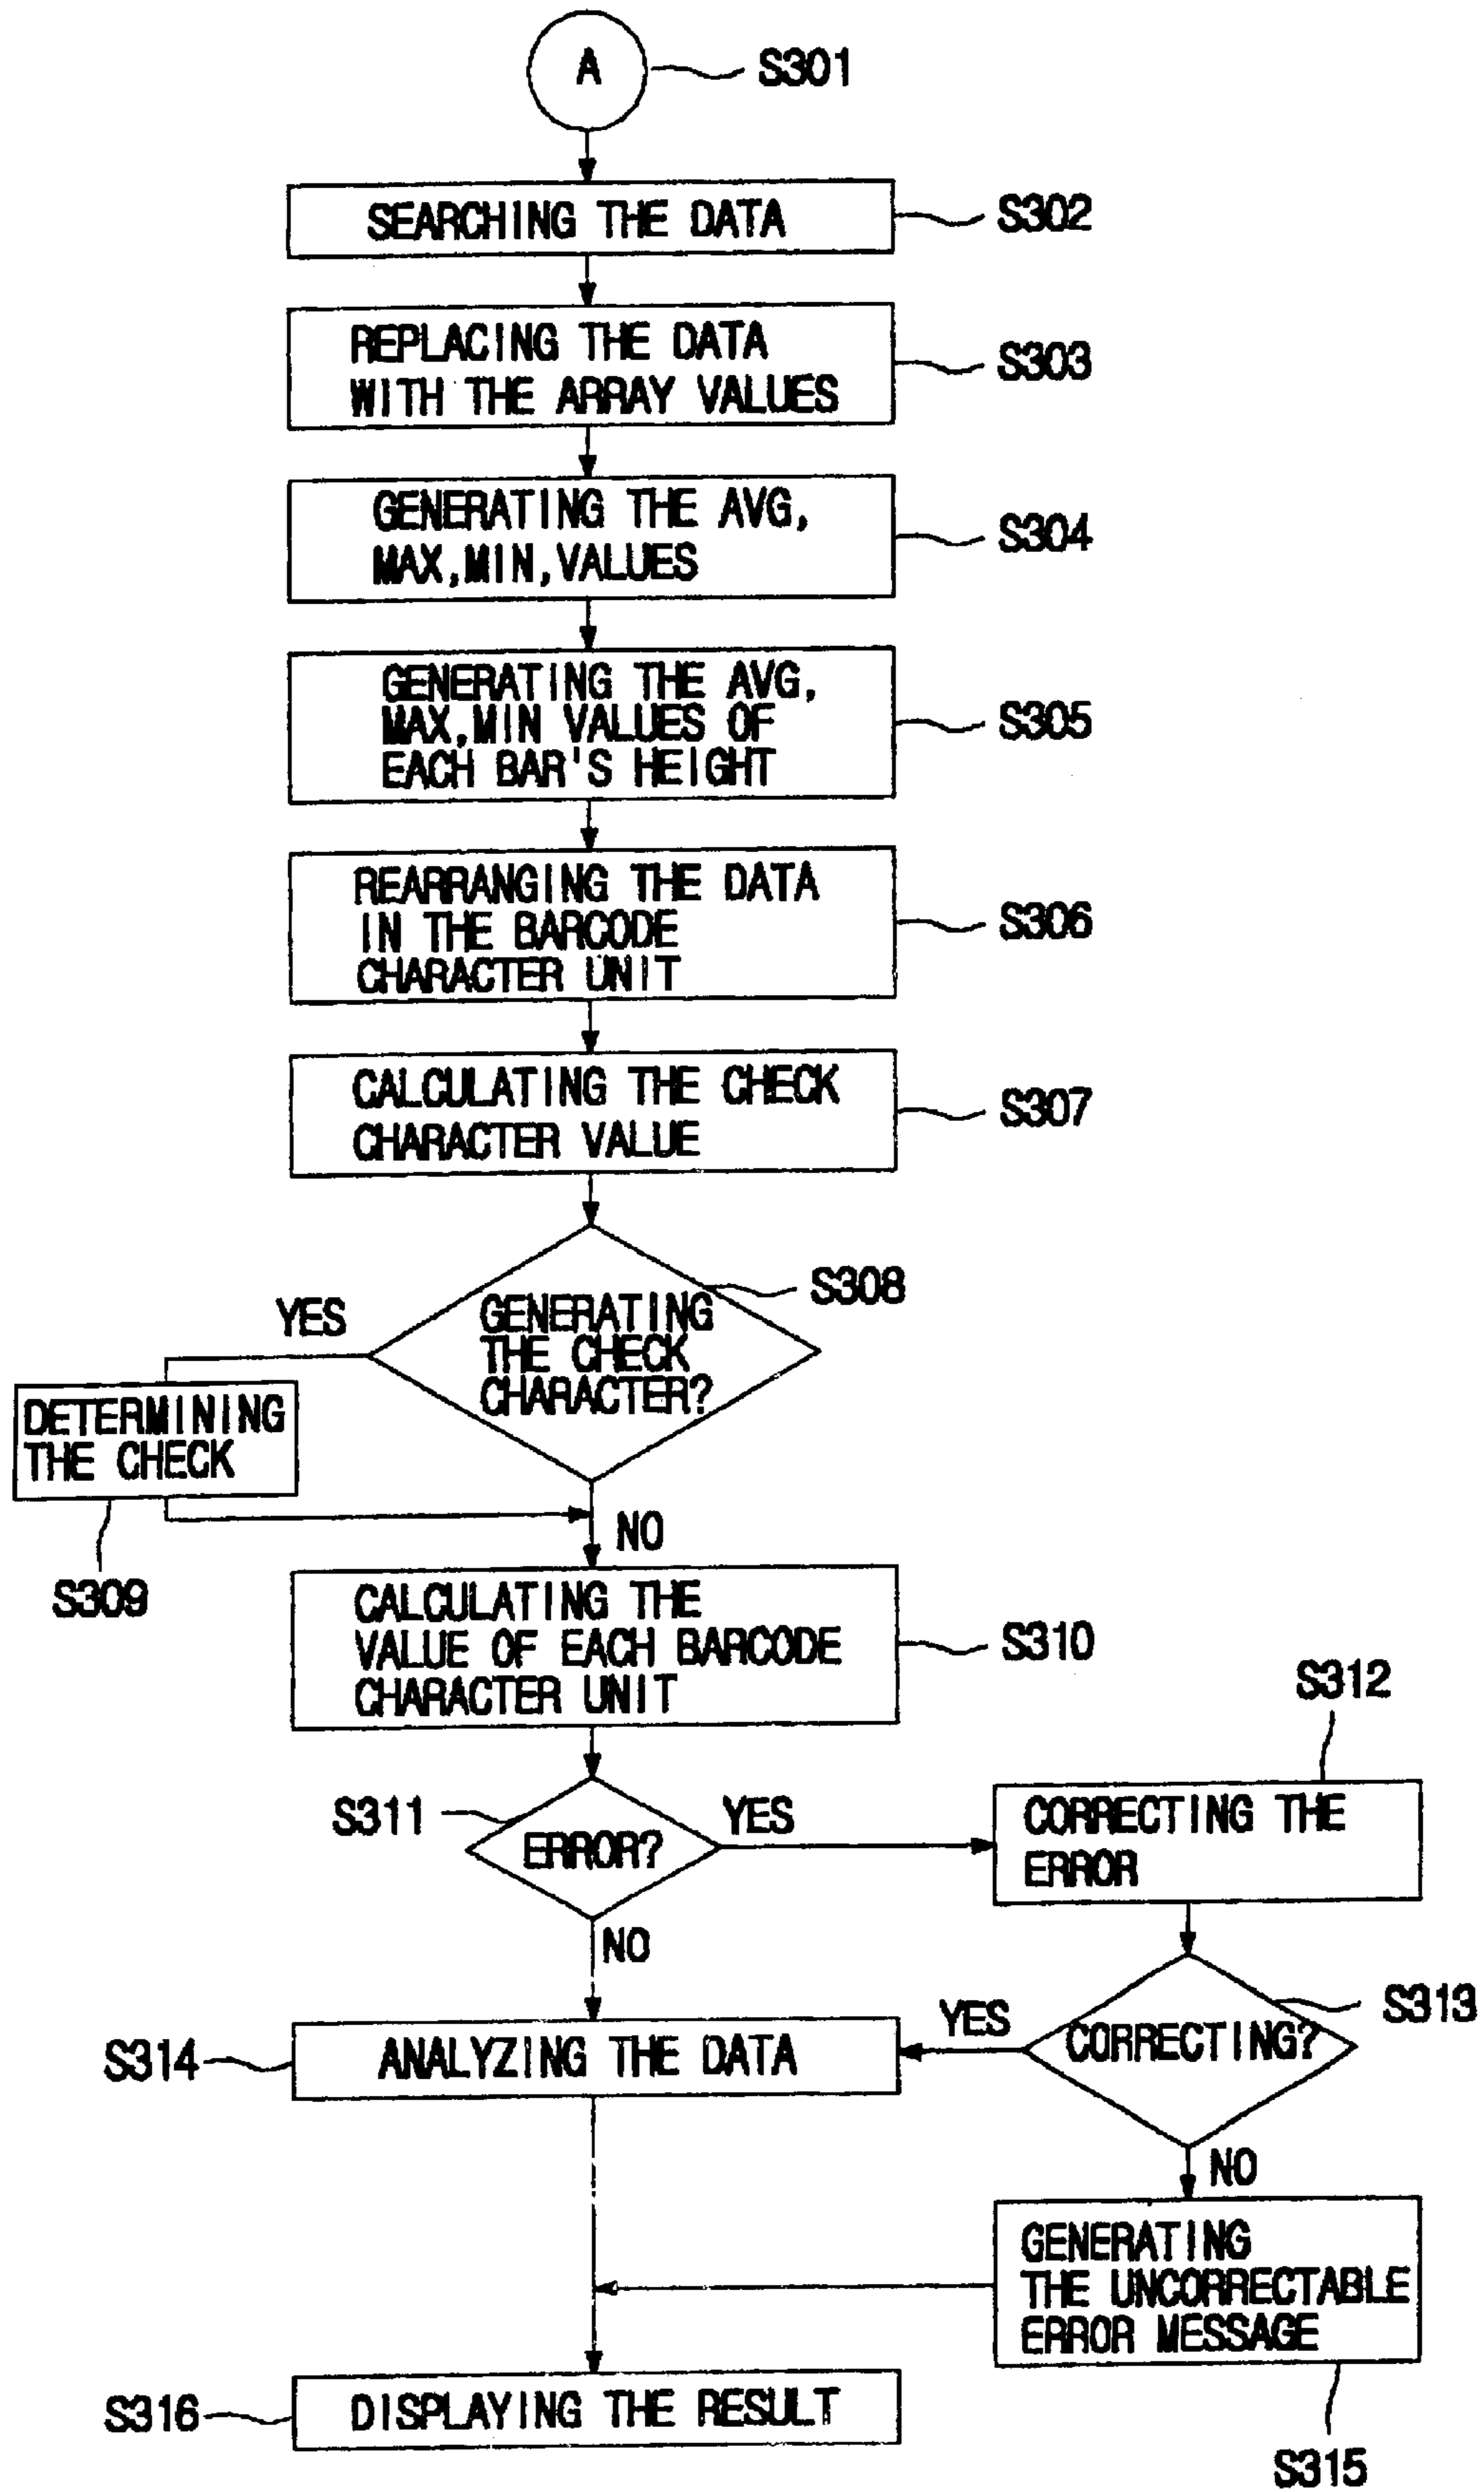 A
S301
SEARCHING THE DATA
S302
REPLACING THE DATA
WITH THE ARRAY VALUES
S303
GENERATING THE AVG,
MAX,MIN,VALUES
S304
GENERATING THE AVG,
MAX,MIN VALUES OF
EACH BAR'S HEIGHT
S305
REARRANGING THE DATA
IN THE BARCODE
CHARACTER UNIT
S306
CALCULATING THE CHECK
CHARACTER VALUE
S307
S308
GENERATING
THE CHECK
CHARACTER?
YES
DETERMINING
THE CHECK
S309
NO
CALCULATING THE
VALUE OF EACH BARCODE
CHARACTER UNIT
S310
S311
ERROR?
YES
S312
CORRECTING THE
ERROR
NO
S313
CORRECTING?
YES
S314
ANALYZING THE DATA
NO
GENERATING
THE UNCORRECTABLE
ERROR MESSAGE
S315
S316
DISPLAYING THE RESULT